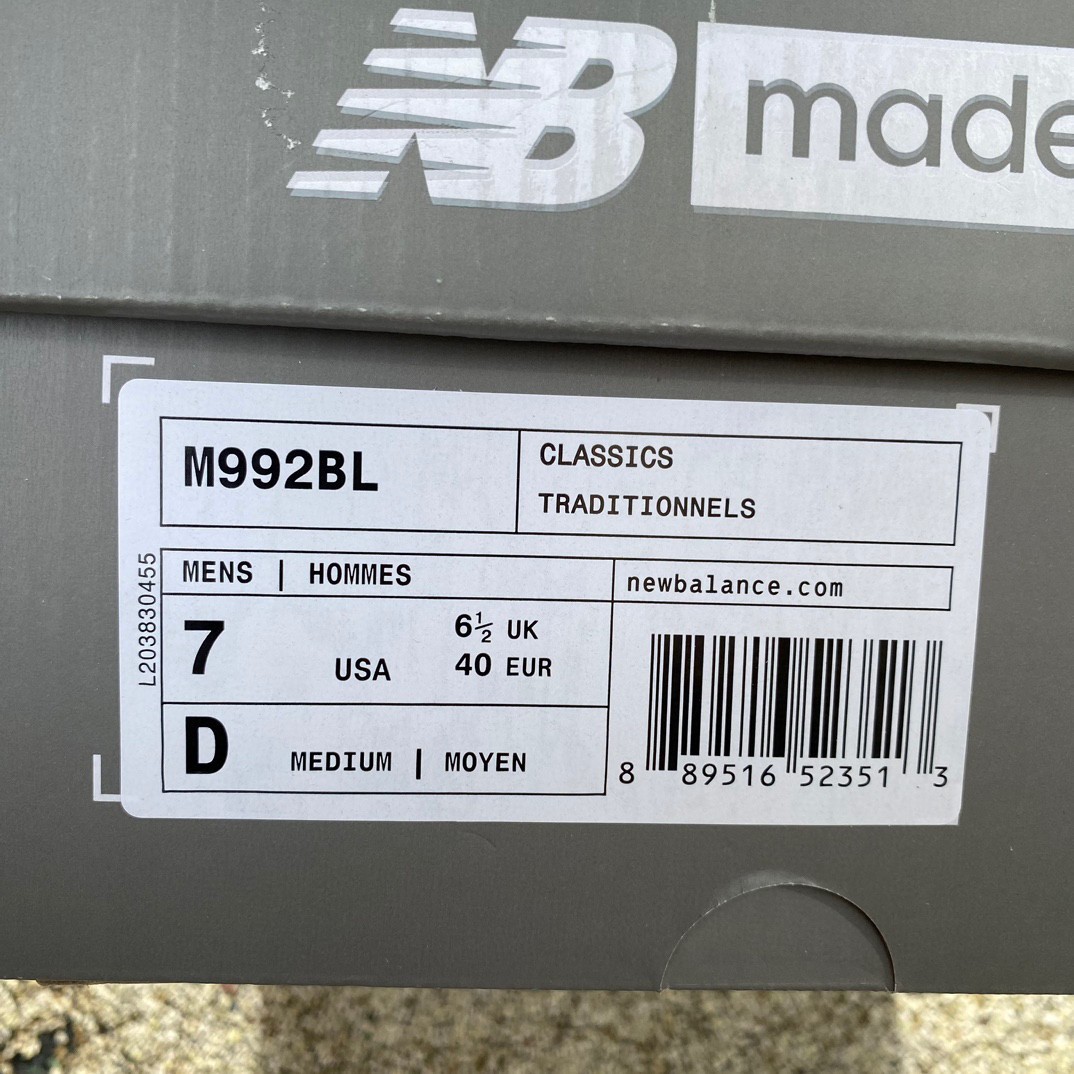 NB made
M992BL
CLASSICS
TRADITIONNELS
MENS | HOMMES
newbalance.com
7 USA
6½ UK
40 EUR
D MEDIUM | MOYEN
L203830455
8 89516 52351 3